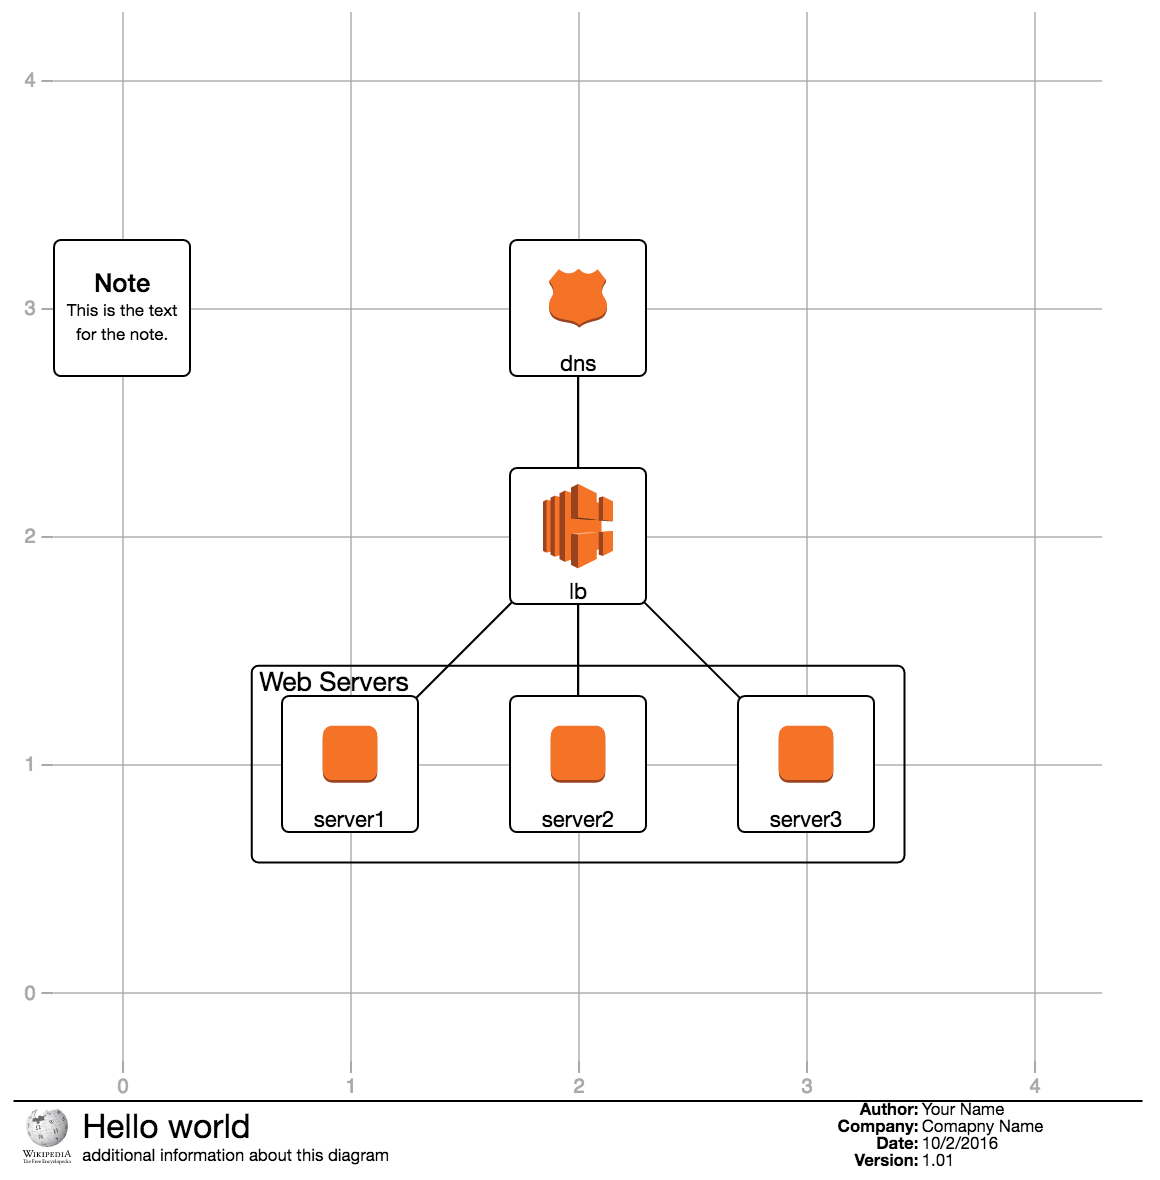 4
3
Note
This is the text
for the note.
dns
2
lb
Web Servers
1
server1
server2
server3
0
0 1 2 3 4
WIKIPEDIA
The Free Encyclopedia
Hello world
additional information about this diagram
Author: Your Name
Company: Comapny Name
Date: 10/2/2016
Version: 1.01